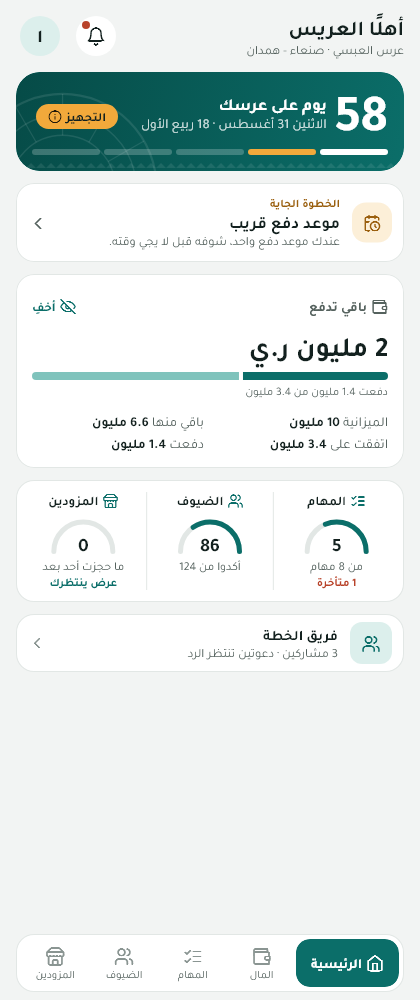 أهلًا العريس
عرس العبسي · صنعاء - همدان
ا
58
يوم على عرسك
الاثنين 31 أغسطس · 18 ربيع الأول
التجهيز
الخطوة الجاية
موعد دفع قريب
عندك موعد دفع واحد، شوفه قبل لا يجي وقته.
باقي تدفع
أخفِ
2 مليون ر.ي
دفعت 1.4 مليون من 3.4 مليون
الميزانية 10 مليون
باقي منها 6.6 مليون
اتفقت على 3.4 مليون
دفعت 1.4 مليون
المهام
5
من 8 مهام
1 متأخرة
الضيوف
86
أكدوا من 124
المزودين
0
ما حجزت أحد بعد
عرض ينتظرك
فريق الخطة
3 مشاركين · دعوتين تنتظر الرد
الرئيسية
المال
المهام
الضيوف
المزودين